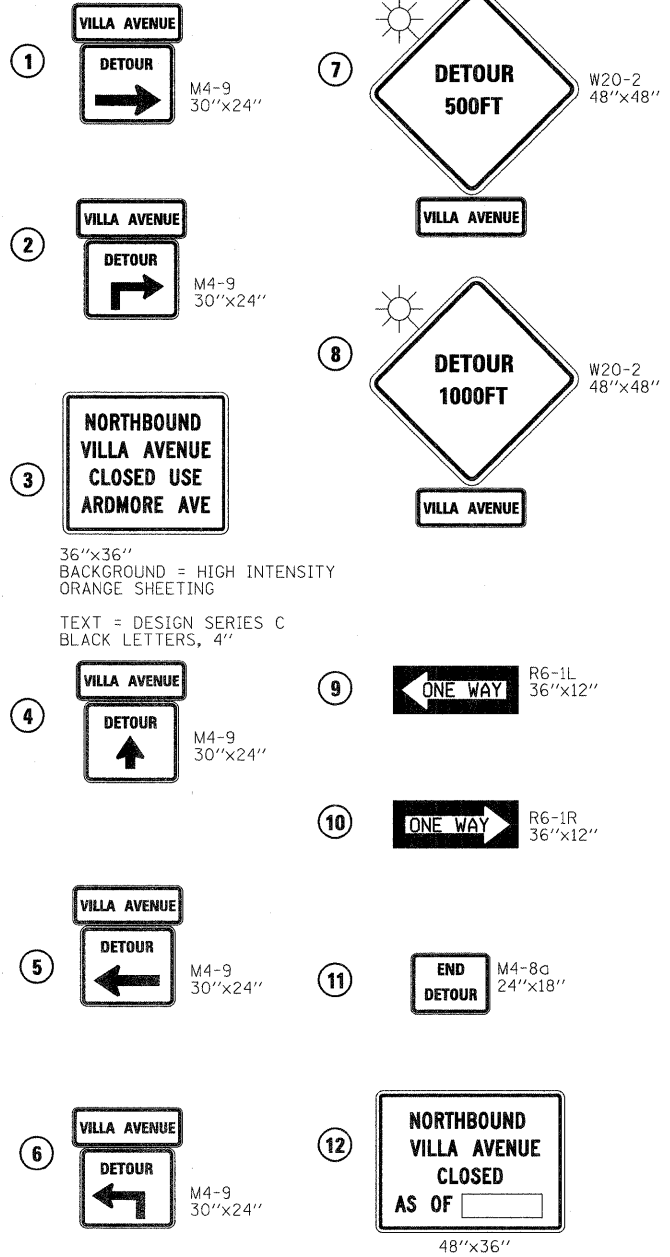 1
VILLA AVENUE
DETOUR
M4-9
30"x24"
2
VILLA AVENUE
DETOUR
M4-9
30"x24"
3
NORTHBOUND
VILLA AVENUE
CLOSED USE
ARDMORE AVE
36"x36"
BACKGROUND = HIGH INTENSITY
ORANGE SHEETING
TEXT = DESIGN SERIES C
BLACK LETTERS, 4"
4
VILLA AVENUE
DETOUR
M4-9
30"x24"
5
VILLA AVENUE
DETOUR
M4-9
30"x24"
6
VILLA AVENUE
DETOUR
M4-9
30"x24"
7
DETOUR
500FT
W20-2
48"x48"
VILLA AVENUE
8
DETOUR
1000FT
W20-2
48"x48"
VILLA AVENUE
9
ONE WAY
R6-1L
36"x12"
10
ONE WAY
R6-1R
36"x12"
11
END
DETOUR
M4-8a
24"x18"
12
NORTHBOUND
VILLA AVENUE
CLOSED
AS OF
48"x36"